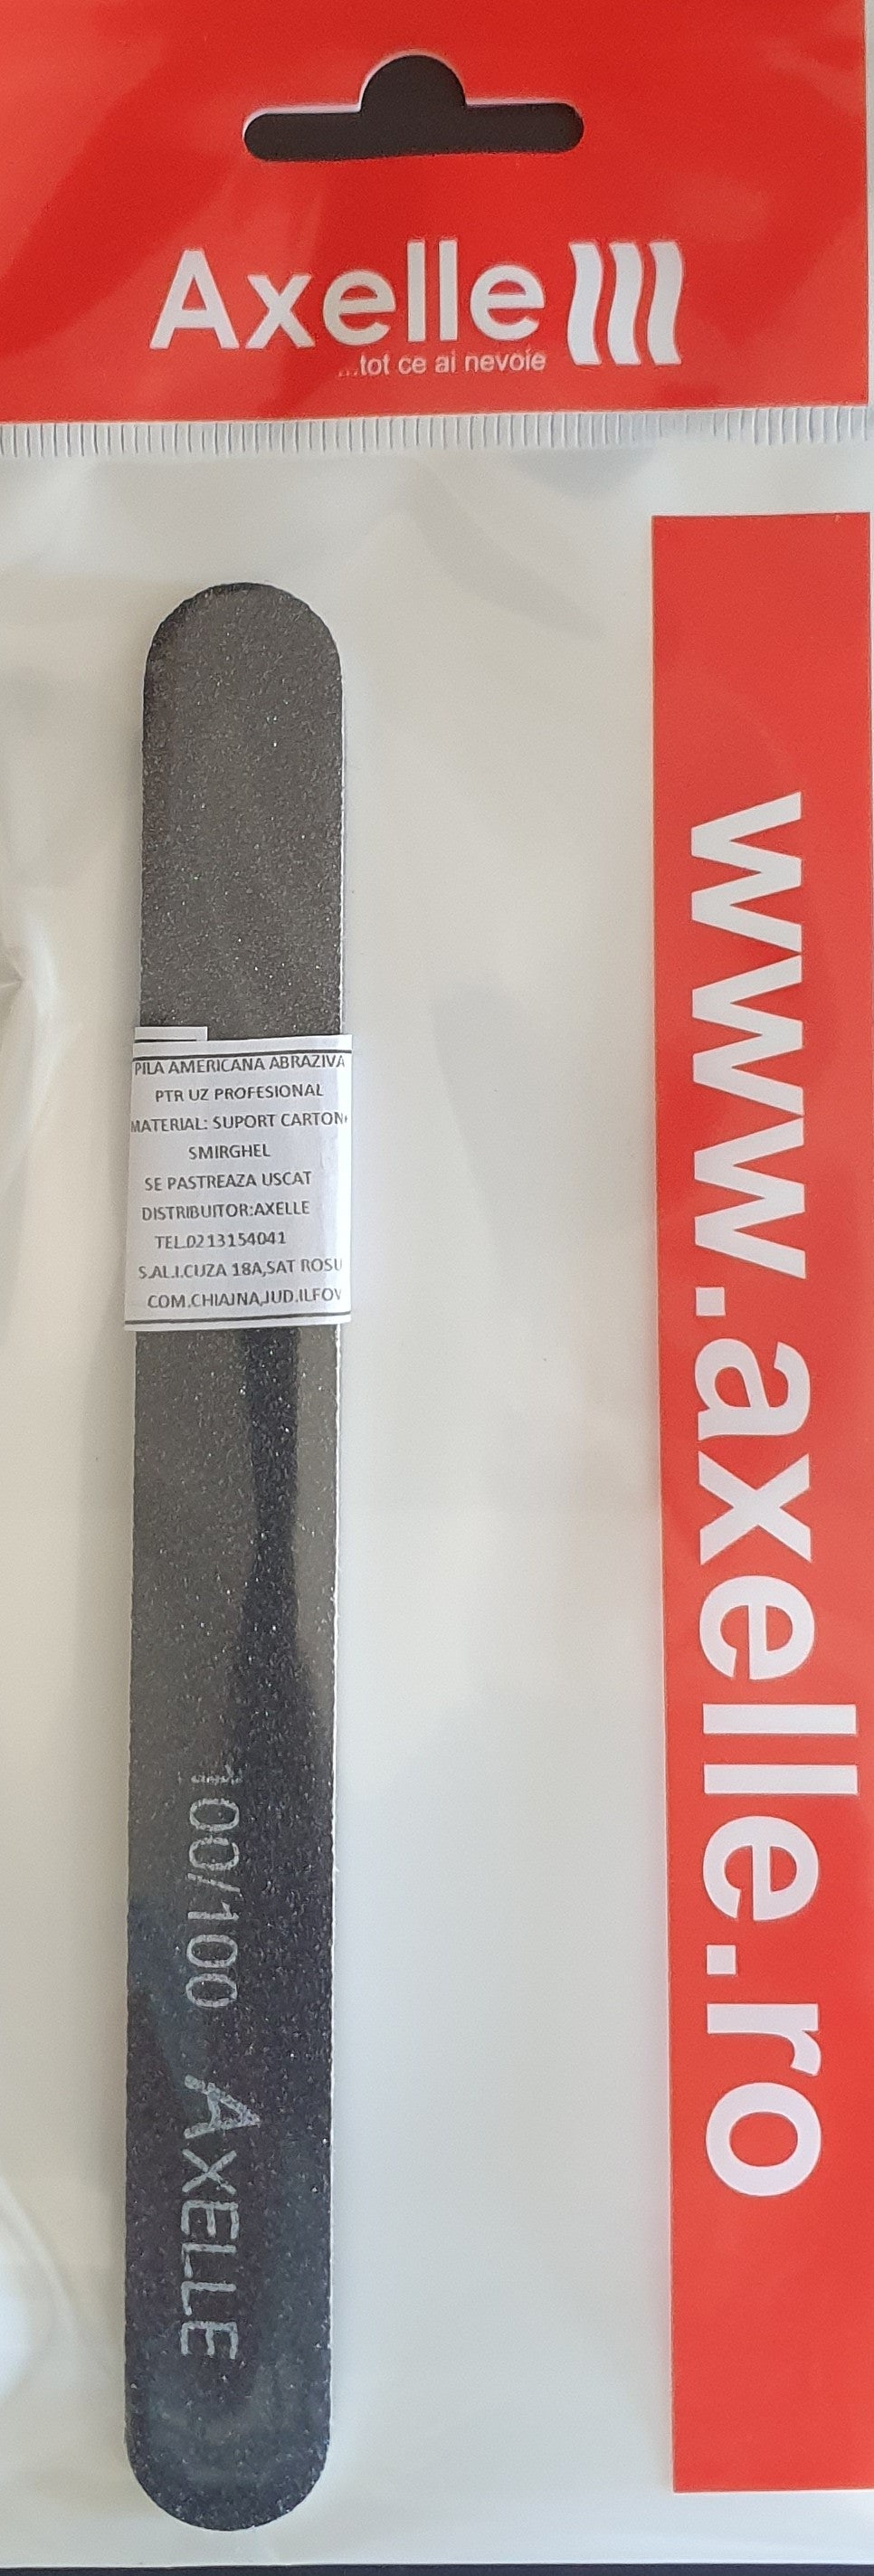 Axelle
...tot ce ai nevoie
PILA AMERICANA ABRAZIVA
PTR UZ PROFESIONAL
MATERIAL: SUPORT CARTON+
SMIRGHEL
SE PASTREAZA USCAT
DISTRIBUITOR:AXELLE
TEL.0213154041
S.AL.I.CUZA 18A,SAT ROSU
COM.CHIAJNA,JUD.ILFOV
100/100 AXELLE
www.axelle.ro